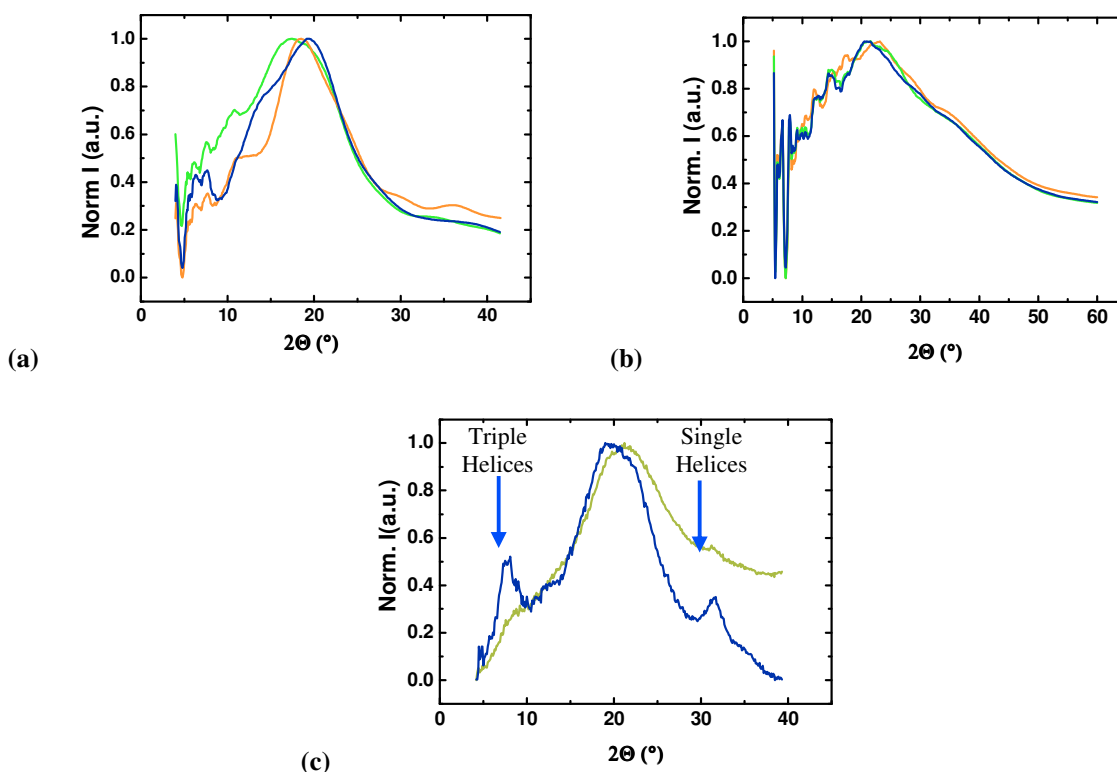 1.0
0.8
0.6
0.4
0.2
0.0
Norm I (a.u.)
0 10 20 30 40
2Θ (°)
(a)
1.0
0.8
0.6
0.4
0.2
0.0
Norm. I (a.u.)
0 10 20 30 40 50 60
2Θ (°)
(b)
Triple
Helices
Single
Helices
1.0
0.8
0.6
0.4
0.2
0.0
Norm. I(a.u.)
0 10 20 30 40
2Θ (°)
(c)